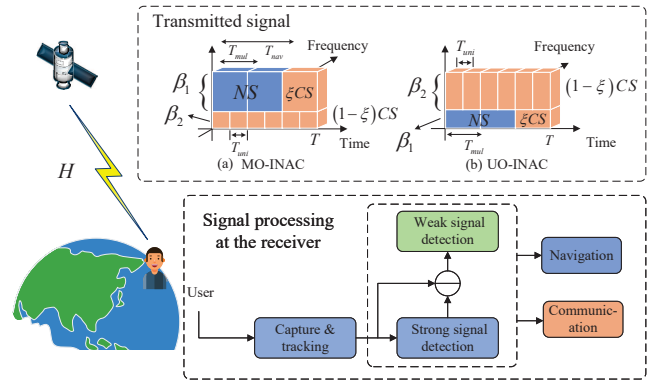 Transmitted signal
Frequency
T_mul T_nav
β₁ { NS ξCS
β₂ (1−ξ)CS
T_uni T Time
(a) MO-INAC
Frequency
T_uni
β₂ { (1−ξ)CS
NS ξCS
β₁ T_mul T Time
(b) UO-INAC
H
Signal processing
at the receiver
Weak signal
detection
Navigation
User
Capture &
tracking
Strong signal
detection
Communic-
ation